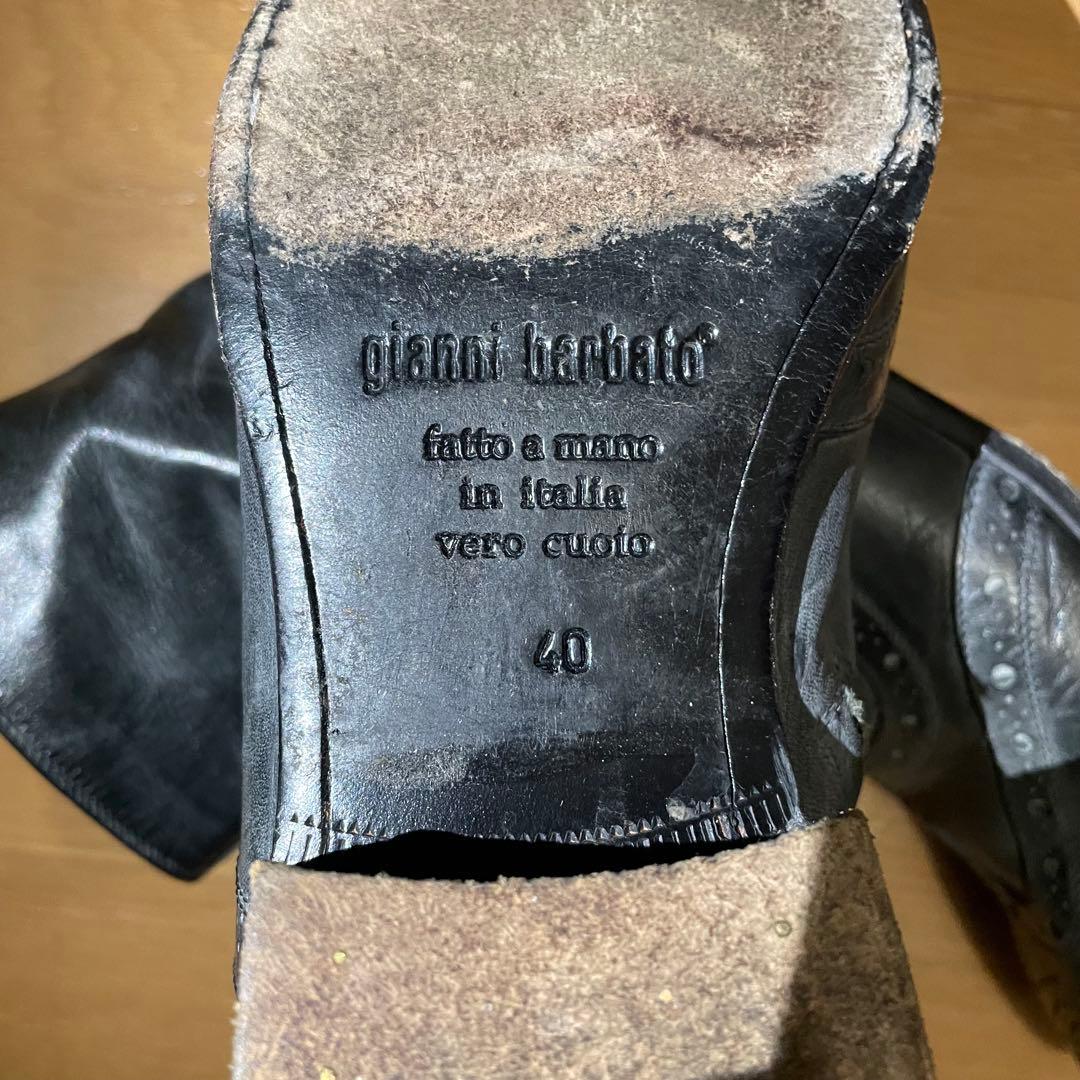 gianni barbato®
fatto a mano
in italia
vero cuoio
40